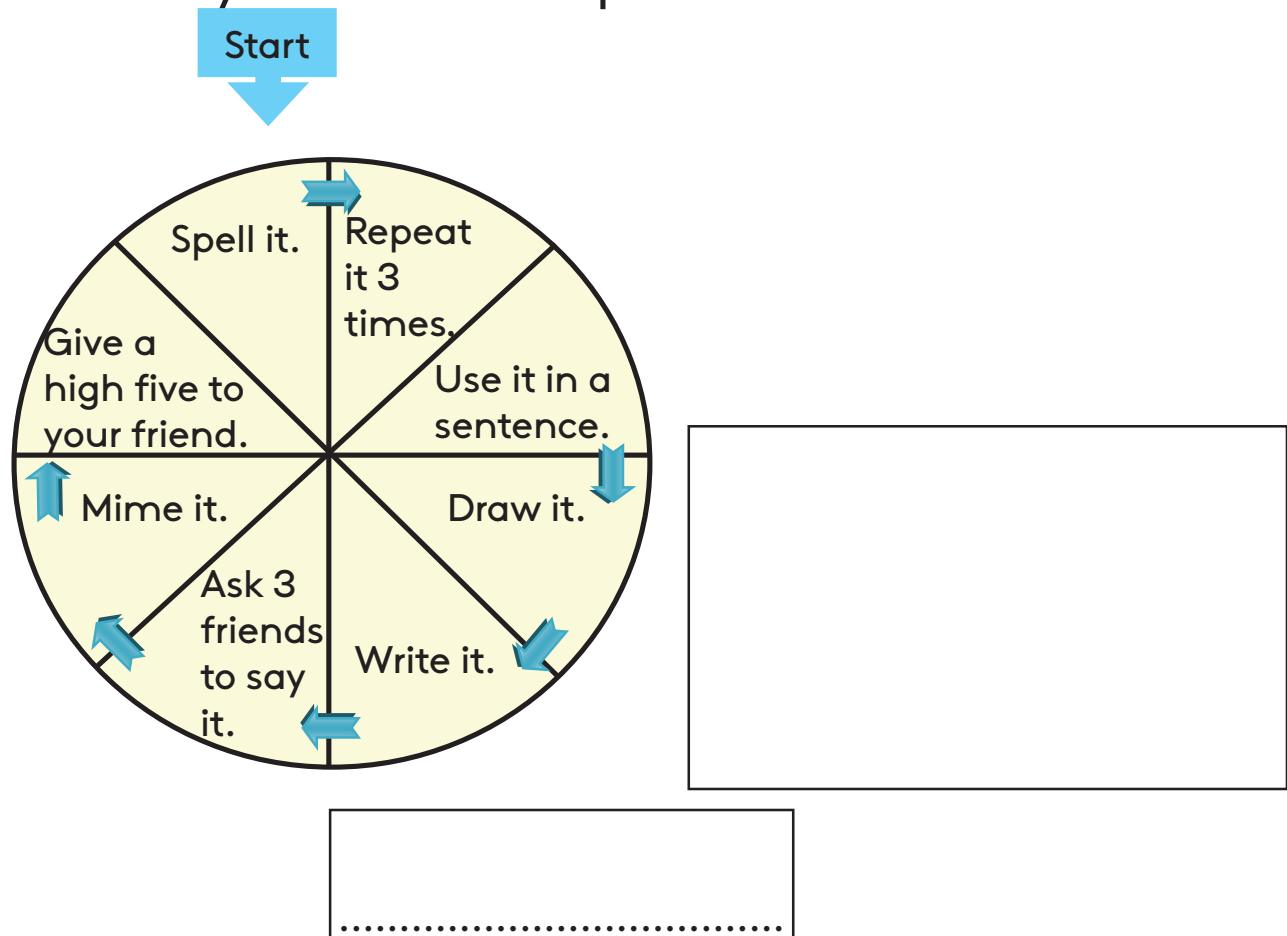 Start
Spell it.
Repeat
it 3
times.
Use it in a
sentence.
Draw it.
Write it.
Ask 3
friends
to say
it.
Mime it.
Give a
high five to
your friend.